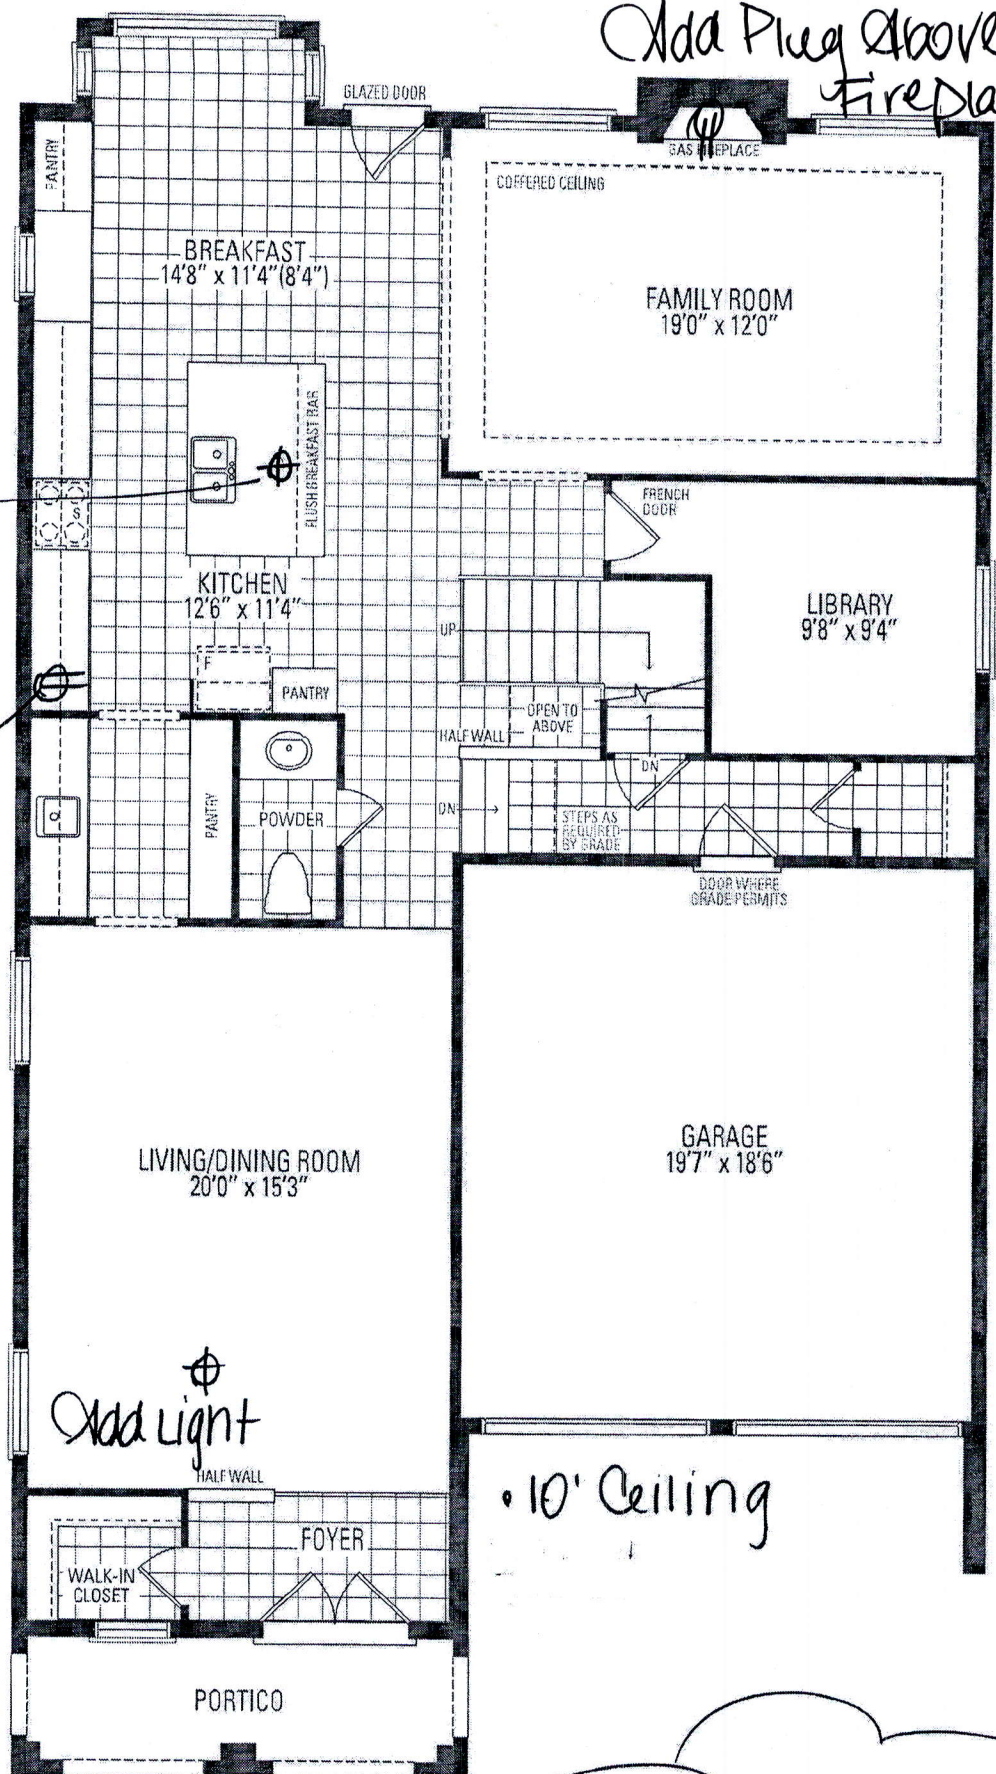 Add Plug Above
GLAZED DOOR
GAS FIREPLACE
PANTRY
COFFERED CEILING
BREAKFAST
14'8" x 11'4"(8'4")
FAMILY ROOM
19'0" x 12'0"
FLUSH BREAKFAST BAR
S
FRENCH
DOOR
KITCHEN
12'6" x 11'4"
LIBRARY
9'8" x 9'4"
UP
F
PANTRY
OPEN TO
ABOVE
N
HALF WALL
DN
PANTRY
POWDER
DN
STEPS AS
REQUIRED
BY GRADE
DOOR WHERE
GRADE PERMITS
LIVING/DINING ROOM
20'0" x 15'3"
GARAGE
19'7" x 18'6"
Add Light
HALF WALL
• 10' Ceiling
FOYER
WALK-IN
CLOSET
PORTICO